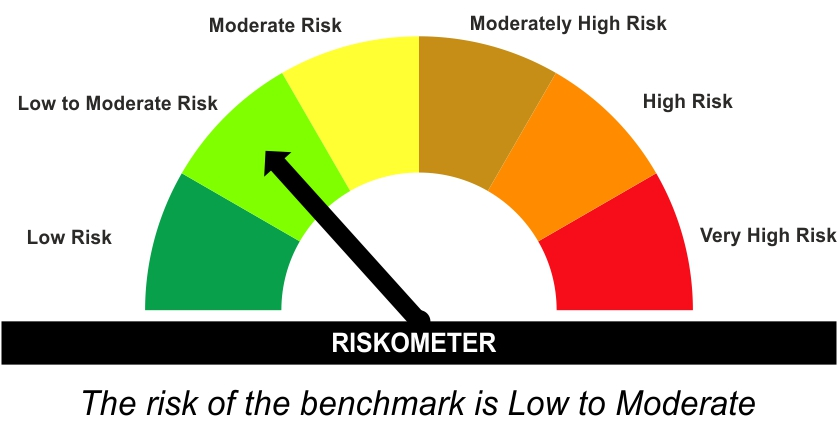 Moderate Risk
Moderately High Risk
Low to Moderate Risk
High Risk
Low Risk
Very High Risk
RISKOMETER
The risk of the benchmark is Low to Moderate